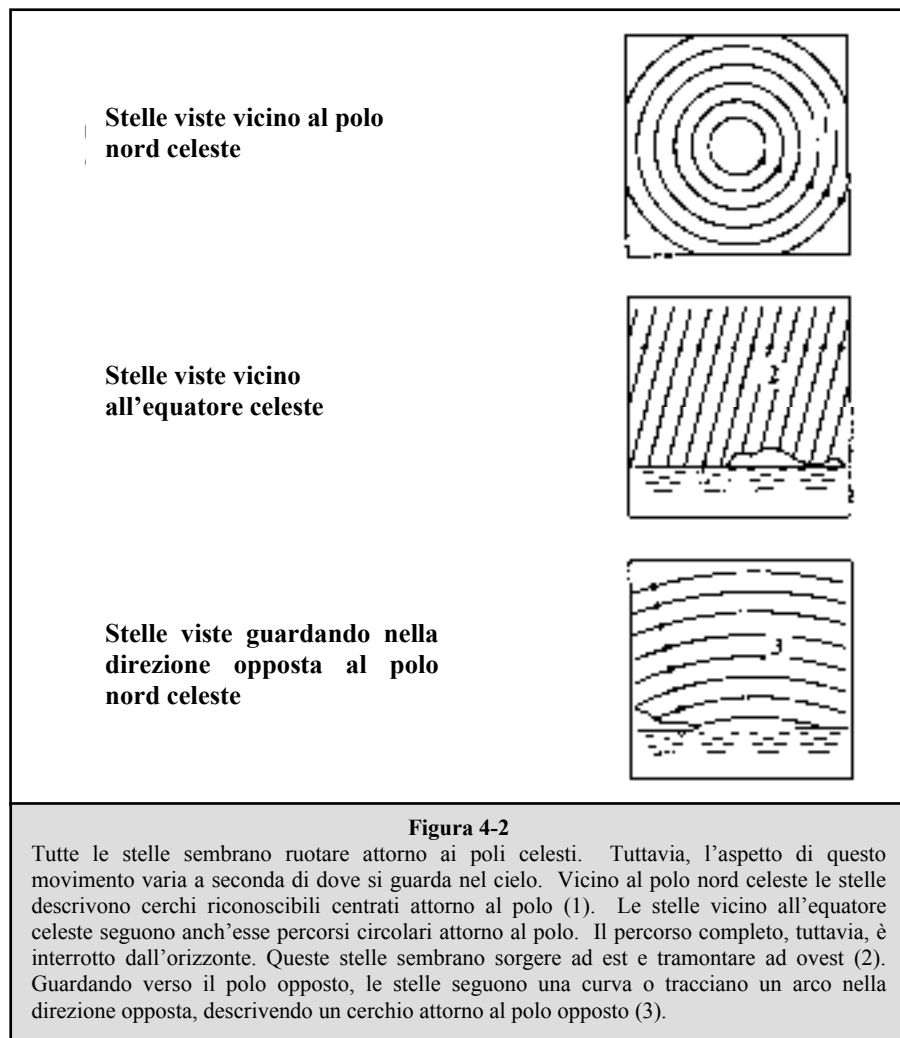 Stelle viste vicino al polo
nord celeste
Stelle viste vicino
all’equatore celeste
2
Stelle viste guardando nella
direzione opposta al polo
nord celeste
3
Figura 4-2
Tutte le stelle sembrano ruotare attorno ai poli celesti. Tuttavia, l’aspetto di questo
movimento varia a seconda di dove si guarda nel cielo. Vicino al polo nord celeste le stelle
descrivono cerchi riconoscibili centrati attorno al polo (1). Le stelle vicino all’equatore
celeste seguono anch’esse percorsi circolari attorno al polo. Il percorso completo, tuttavia, è
interrotto dall’orizzonte. Queste stelle sembrano sorgere ad est e tramontare ad ovest (2).
Guardando verso il polo opposto, le stelle seguono una curva o tracciano un arco nella
direzione opposta, descrivendo un cerchio attorno al polo opposto (3).